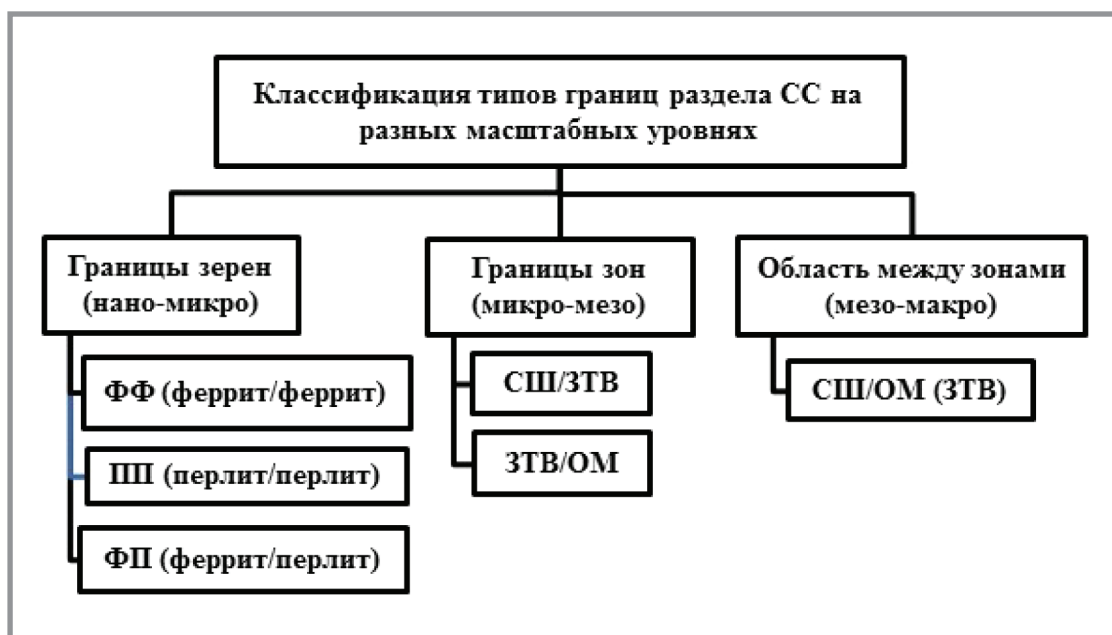 Классификация типов границ раздела СС на
разных масштабных уровнях
Границы зерен
(нано-микро)
ФФ (феррит/феррит)
ПП (перлит/перлит)
ФП (феррит/перлит)
Границы зон
(микро-мезо)
СШ/ЗТВ
ЗТВ/ОМ
Область между зонами
(мезо-макро)
СШ/ОМ (ЗТВ)